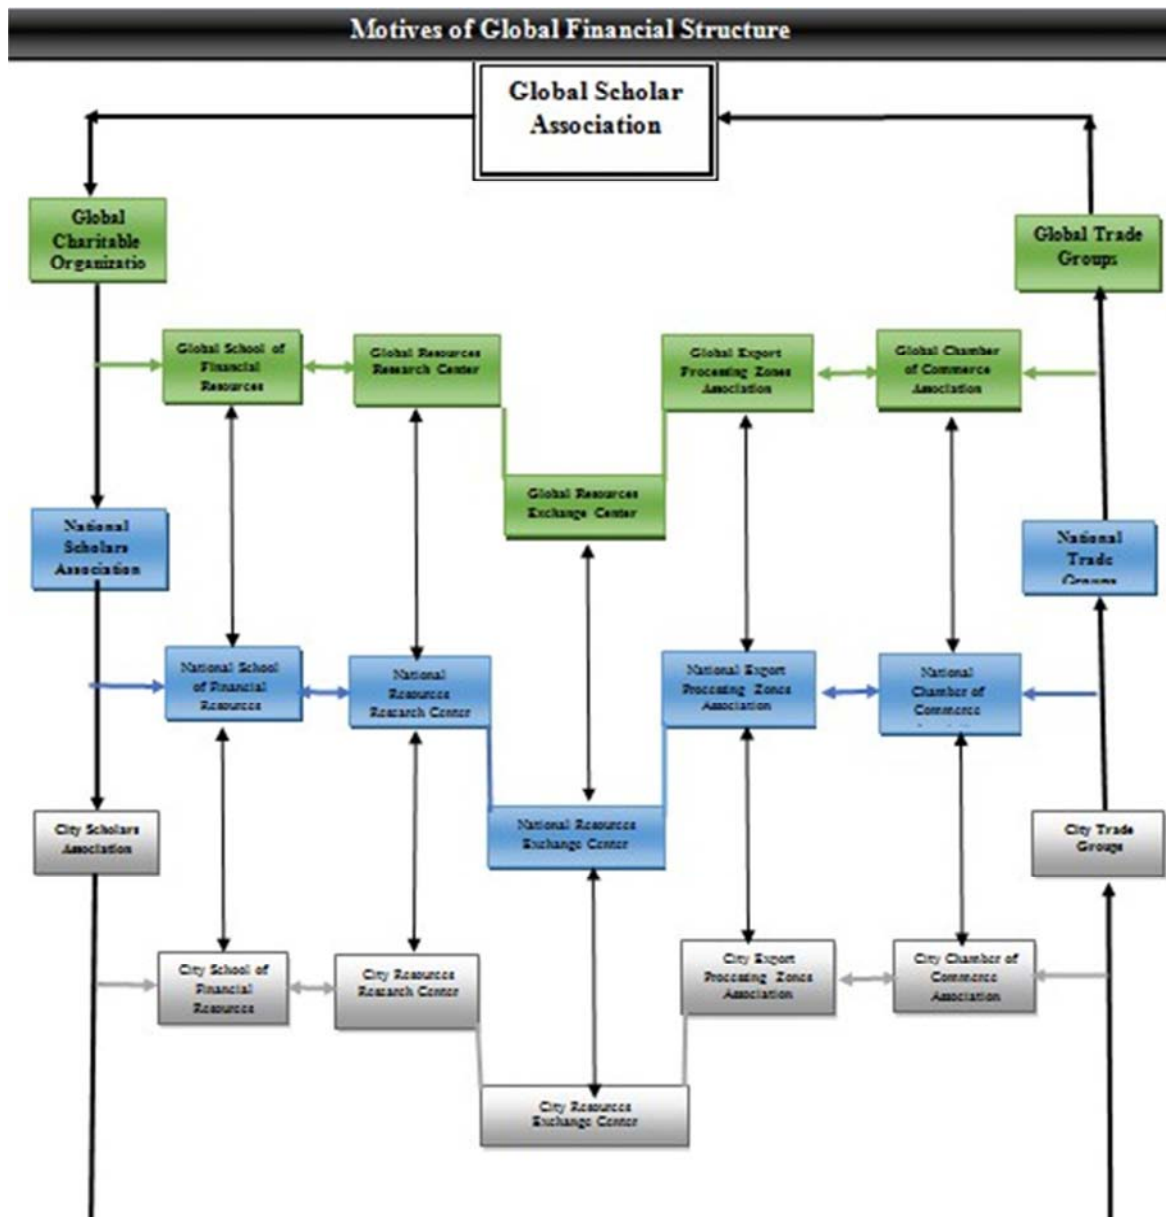 Motives of Global Financial Structure
Global Scholar
Association
Global
Charitable
Organizatio
Global Trade
Groups
Global School of
Financial
Resources
Global Resources
Research Center
Global Export
Processing Zones
Association
Global Chamber
of Commerce
Association
Global Resources
Exchange Center
National
Scholars
Association
National
Trade
Groups
National School
of Financial
Resources
National
Resources
Research Center
National Export
Processing Zones
Association
National
Chamber of
Commerce
National Resources
Exchange Center
City Scholars
Association
City Trade
Groups
City School of
Financial
Resources
City Resources
Research Center
City Export
Processing Zones
Association
City Chamber of
Commerce
Association
City Resources
Exchange Center